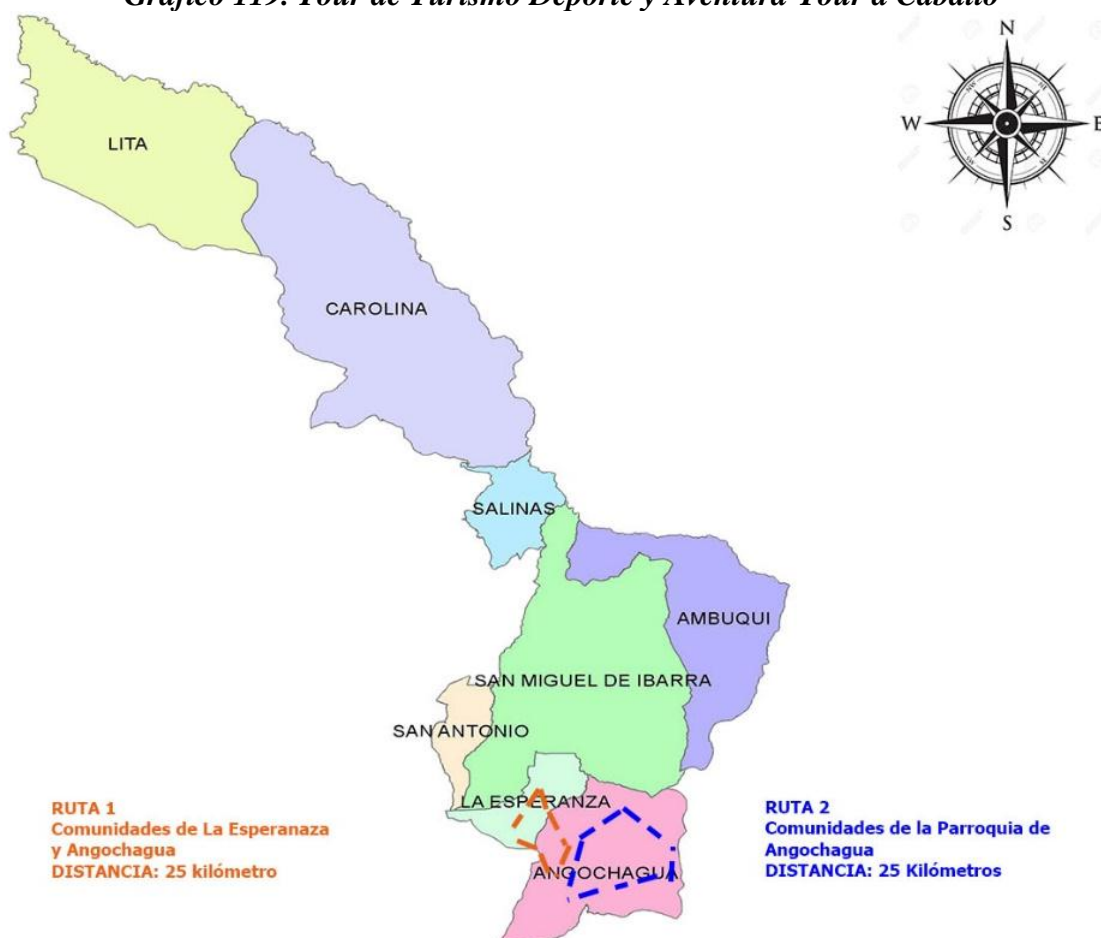 Gráfico 119. Tour de Turismo Deporte y Aventura-Tour a Caballo
N
W
E
S
LITA
CAROLINA
SALINAS
AMBUQUI
SAN MIGUEL DE IBARRA
SAN ANTONIO
LA ESPERANZA
ANGOCHAGUA
RUTA 1
Comunidades de La Esperanaza
y Angochagua
DISTANCIA: 25 kilómetro
RUTA 2
Comunidades de la Parroquia de
Angochagua
DISTANCIA: 25 Kilómetros